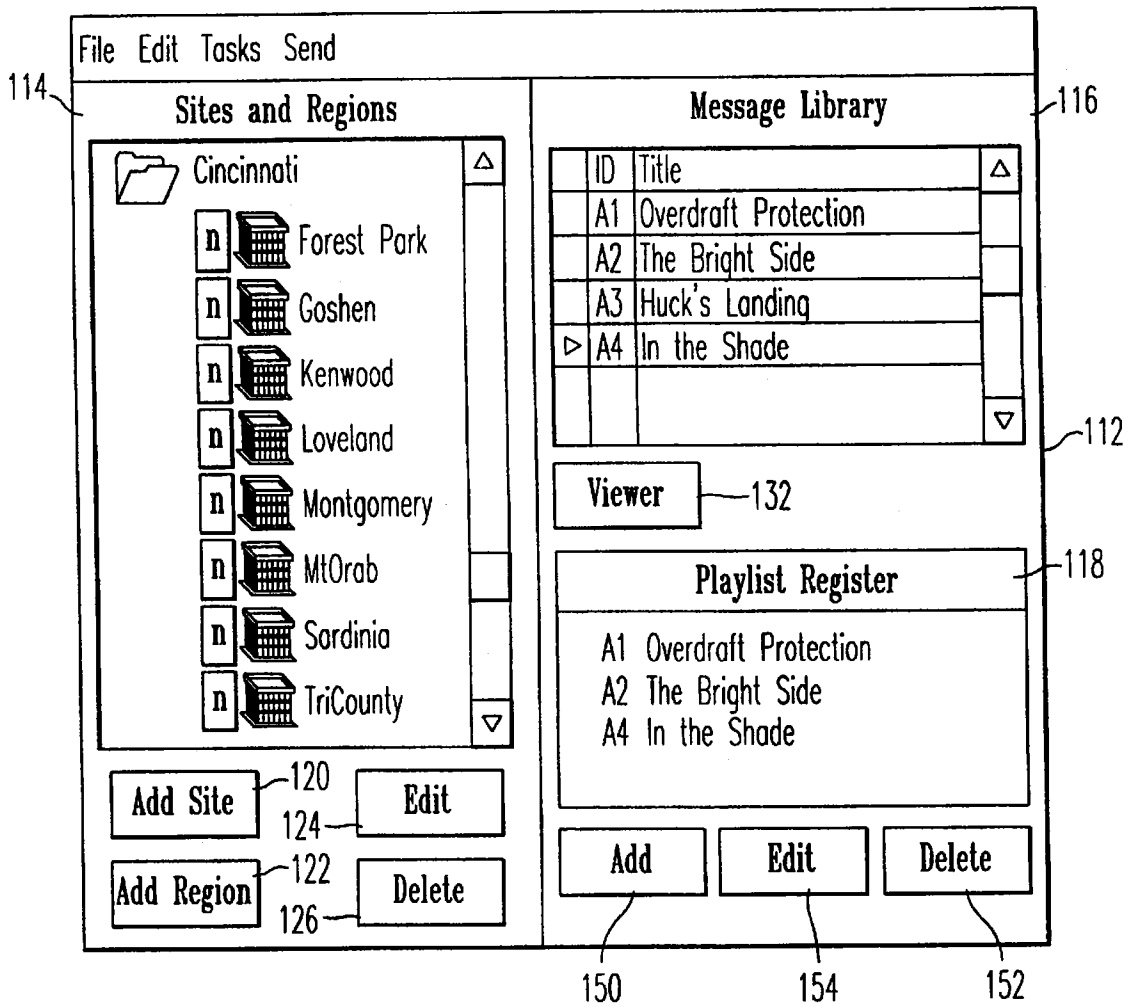 File Edit Tasks Send
114
Sites and Regions
Cincinnati
n Forest Park
n Goshen
n Kenwood
n Loveland
n Montgomery
n MtOrab
n Sardinia
n TriCounty
Add Site
120
124
Edit
Add Region
122
126
Delete
Message Library
116
ID Title
A1 Overdraft Protection
A2 The Bright Side
A3 Huck's Landing
A4 In the Shade
112
Viewer
132
Playlist Register
118
A1 Overdraft Protection
A2 The Bright Side
A4 In the Shade
Add Edit Delete
150 154 152